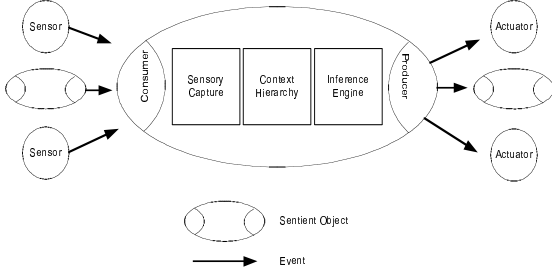 Sensor
Actuator
Consumer
Sensory
Capture
Context
Hierarchy
Inference
Engine
Producer
Sensor
Actuator
Sentient Object
Event